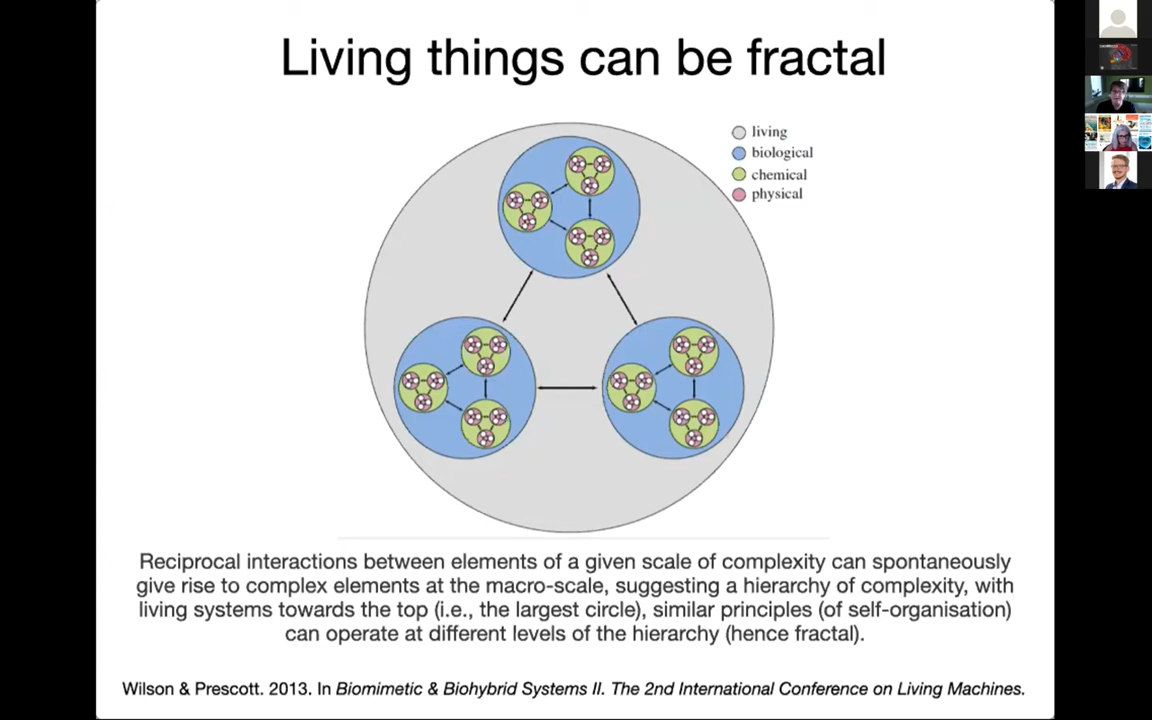 Living things can be fractal
living
biological
chemical
physical
Reciprocal interactions between elements of a given scale of complexity can spontaneously
give rise to complex elements at the macro-scale, suggesting a hierarchy of complexity, with
living systems towards the top (i.e., the largest circle), similar principles (of self-organisation)
can operate at different levels of the hierarchy (hence fractal).
Wilson & Prescott. 2013. In Biomimetic & Biohybrid Systems II. The 2nd International Conference on Living Machines.